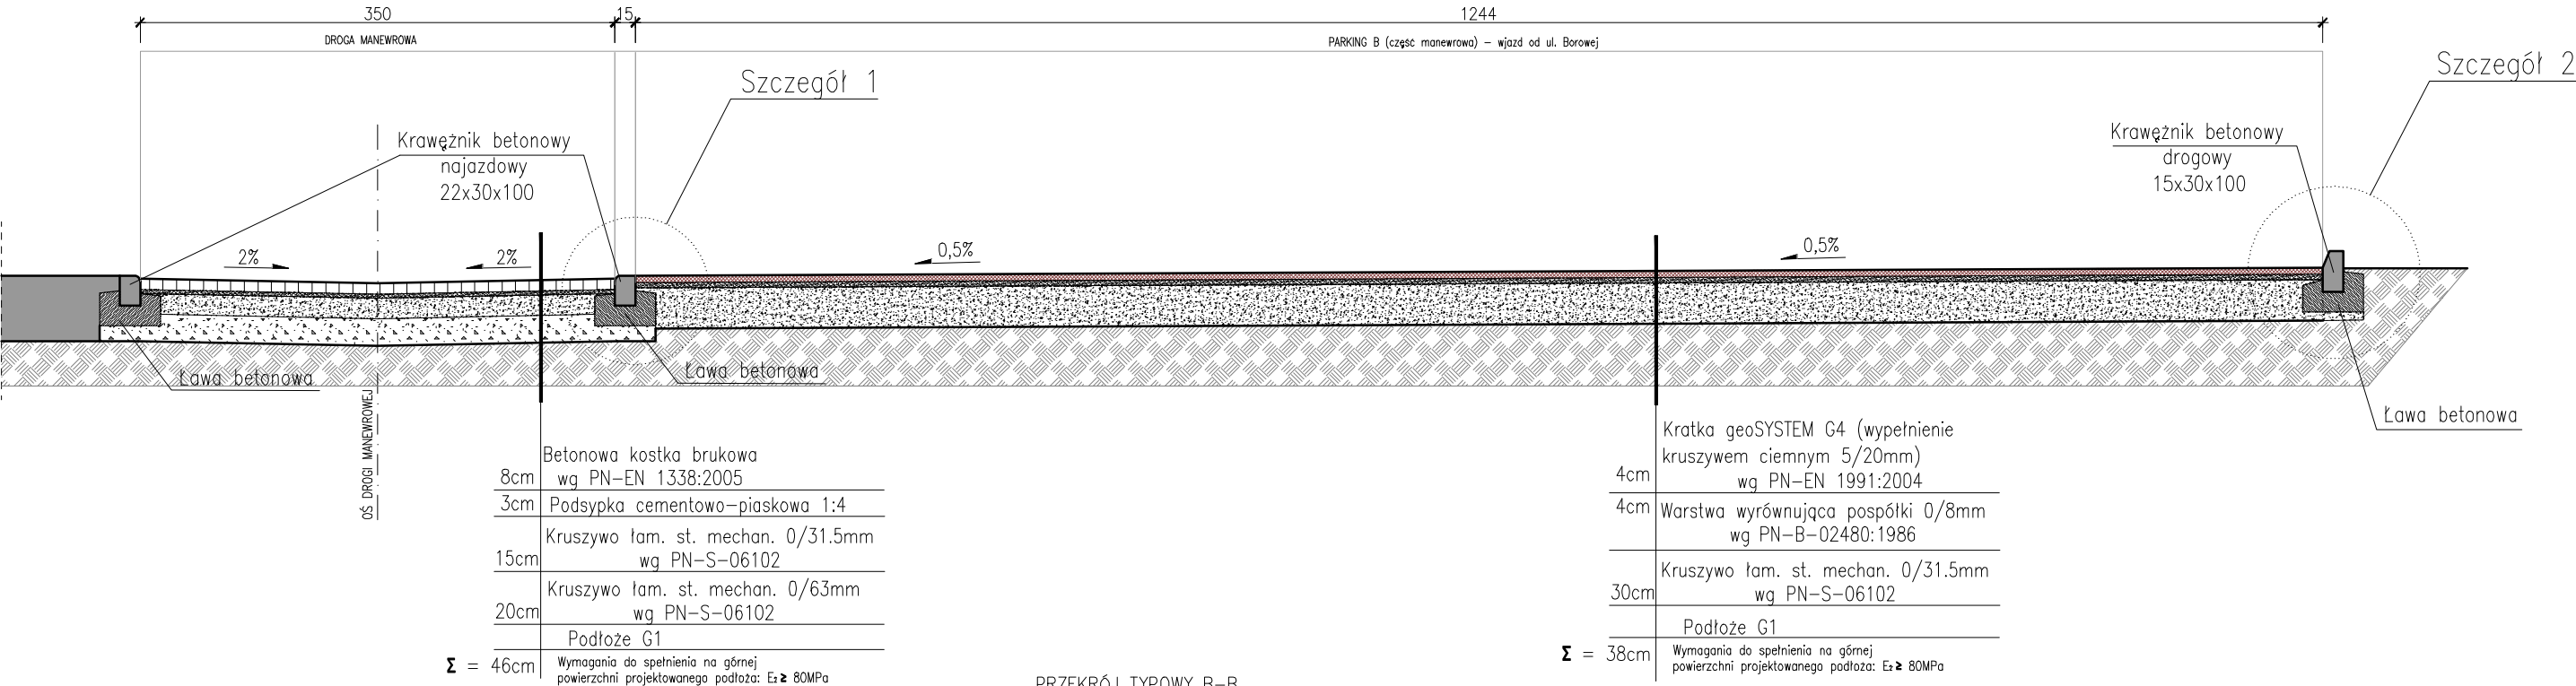 350
15
1244
DROGA MANEWROWA
PARKING B (częsc manewrowa) – wjazd od ul. Borowej
Szczegół 1
Szczegół 2
Krawężnik betonowy
najazdowy
22x30x100
Krawężnik betonowy
drogowy
15x30x100
2%
2%
0,5%
0,5%
Ława betonowa
Ława betonowa
Ława betonowa
OŚ DROGI MANEWROWEJ
Betonowa kostka brukowa
8cm wg PN-EN 1338:2005
3cm Podsypka cementowo-piaskowa 1:4
Kruszywo łam. st. mechan. 0/31.5mm
15cm wg PN-S-06102
Kruszywo łam. st. mechan. 0/63mm
20cm wg PN-S-06102
Podłoże G1
Σ = 46cm
Wymagania do spełnienia na górnej
powierzchni projektowanego podłoża: E₂ ≥ 80MPa
Kratka geoSYSTEM G4 (wypełnienie
kruszywem ciemnym 5/20mm)
4cm wg PN-EN 1991:2004
4cm Warstwa wyrównująca pospółki 0/8mm
wg PN-B-02480:1986
Kruszywo łam. st. mechan. 0/31.5mm
30cm wg PN-S-06102
Podłoże G1
Σ = 38cm
Wymagania do spełnienia na górnej
powierzchni projektowanego podłoża: E₂ ≥ 80MPa
PRZEKRÓJ TYPOWY B-B